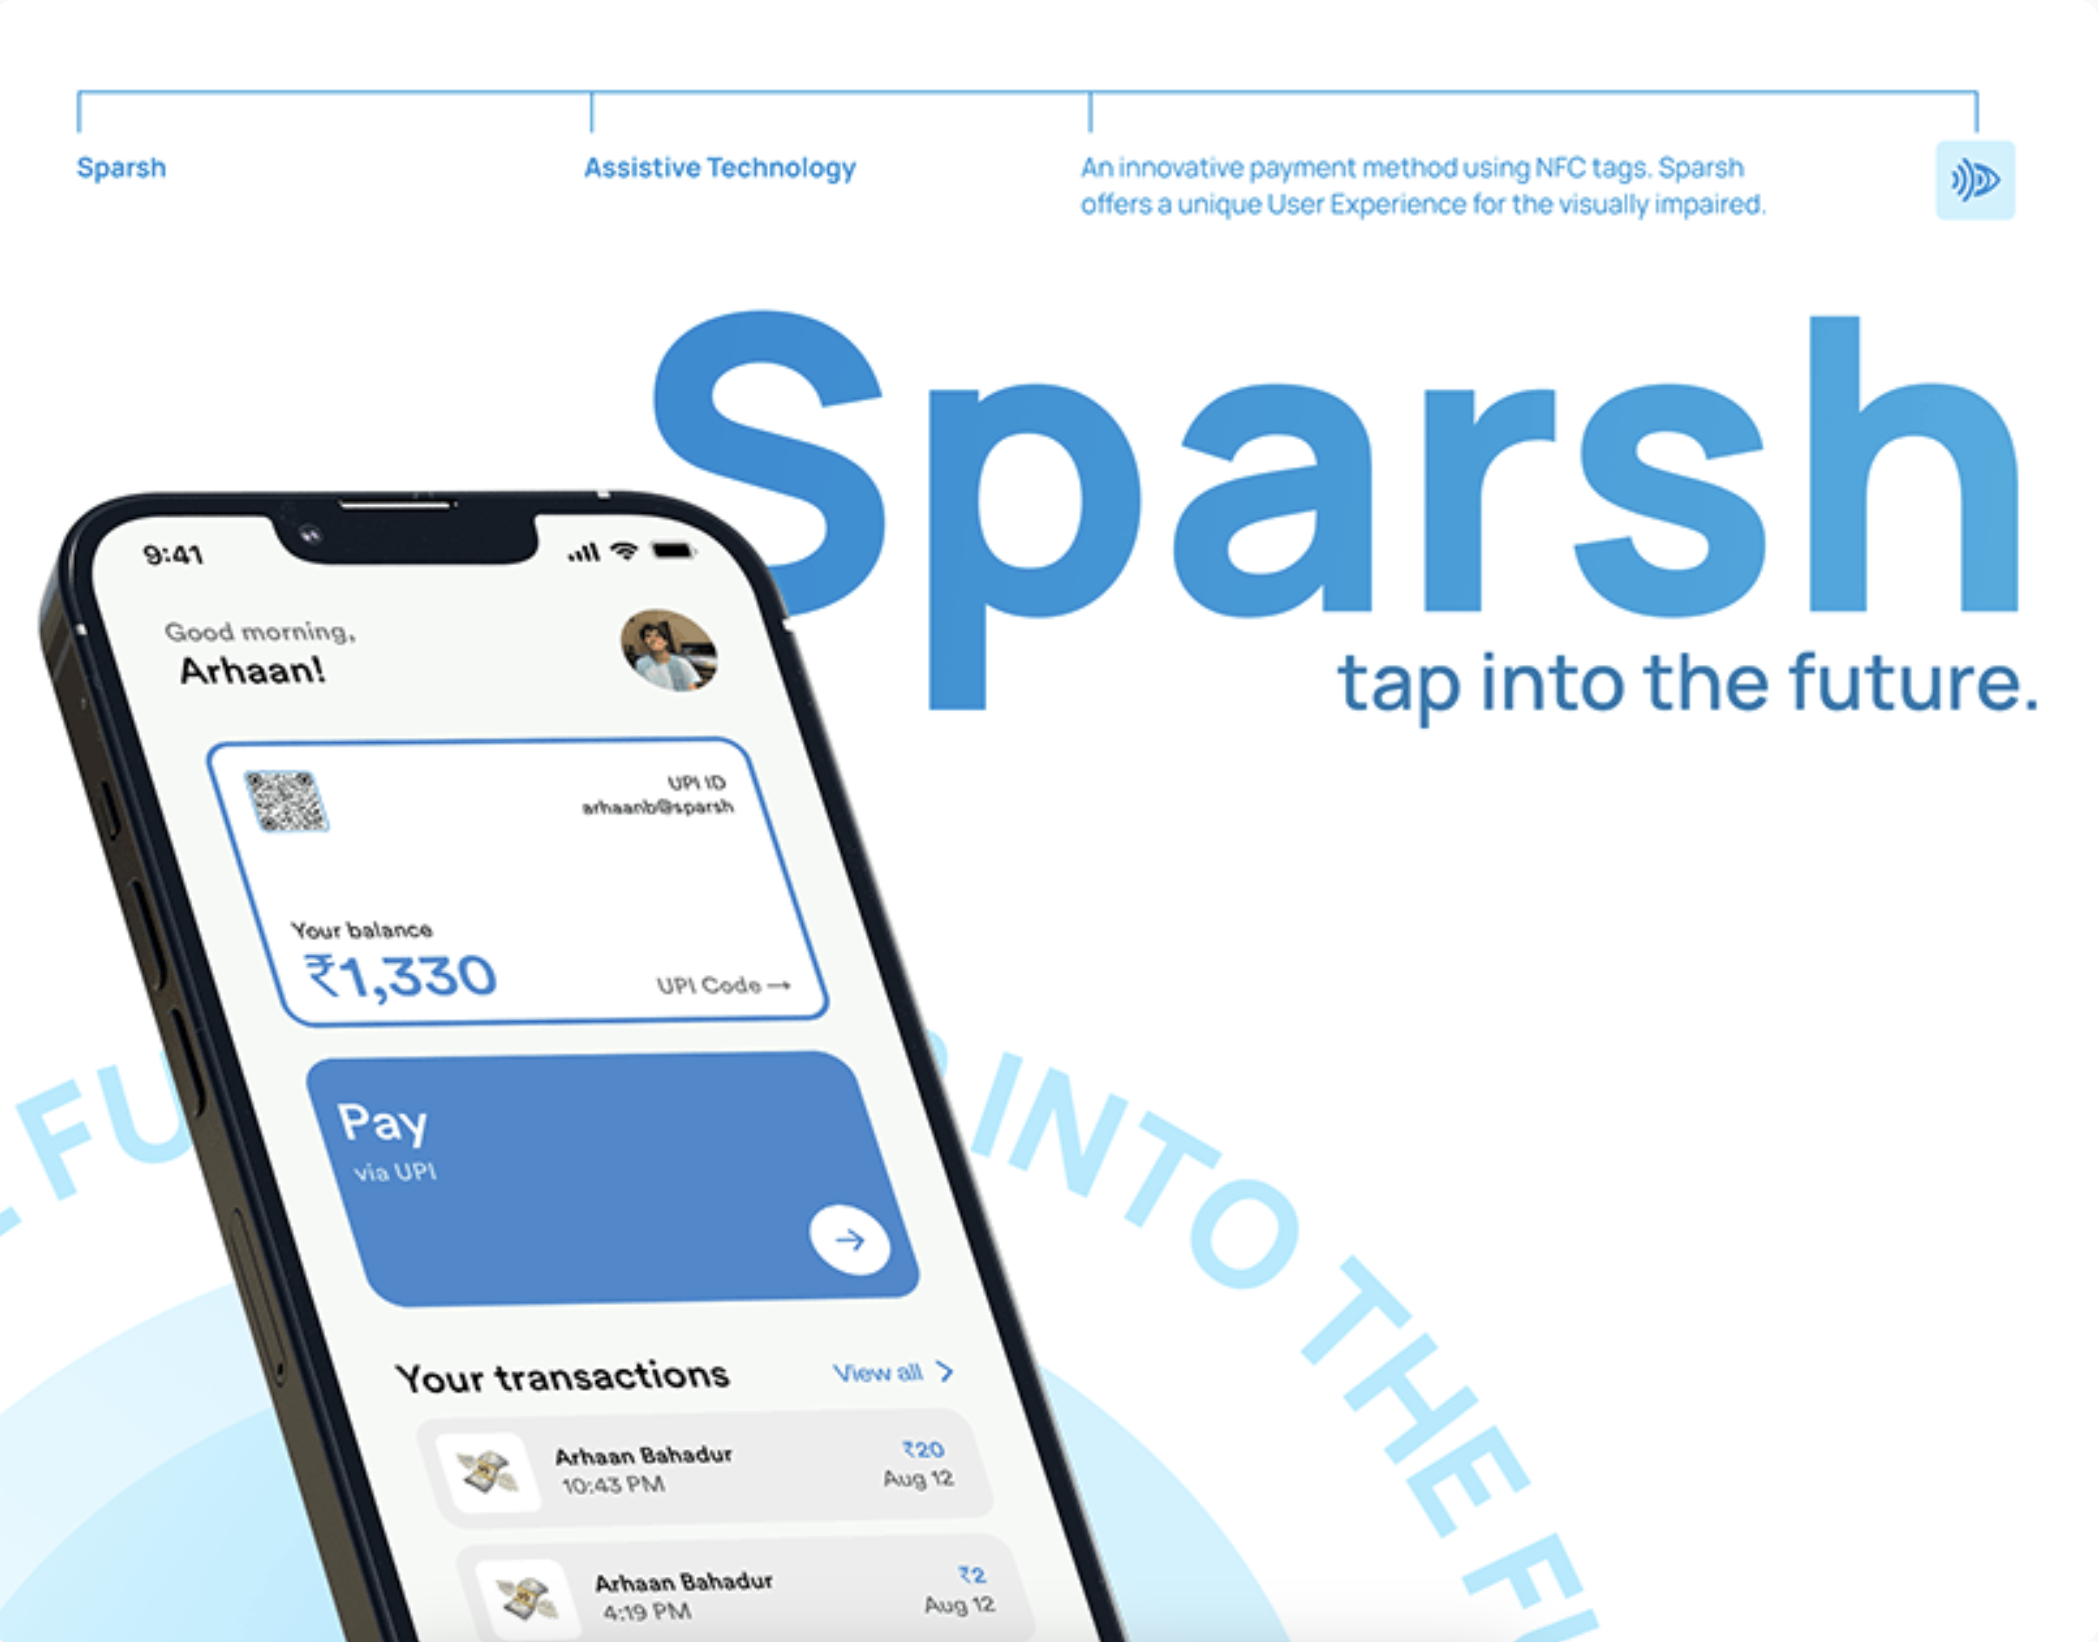 Sparsh
Assistive Technology
An innovative payment method using NFC tags. Sparsh
offers a unique User Experience for the visually impaired.
Sparsh
tap into the future.
9:41
Good morning,
Arhaan!
UPI ID
arhaanb@sparsh
Your balance
₹1,330
UPI Code →
Pay
via UPI
Your transactions
View all >
Arhaan Bahadur
₹20
10:43 PM
Aug 12
Arhaan Bahadur
₹2
4:19 PM
Aug 12
FU
INTO THE FU